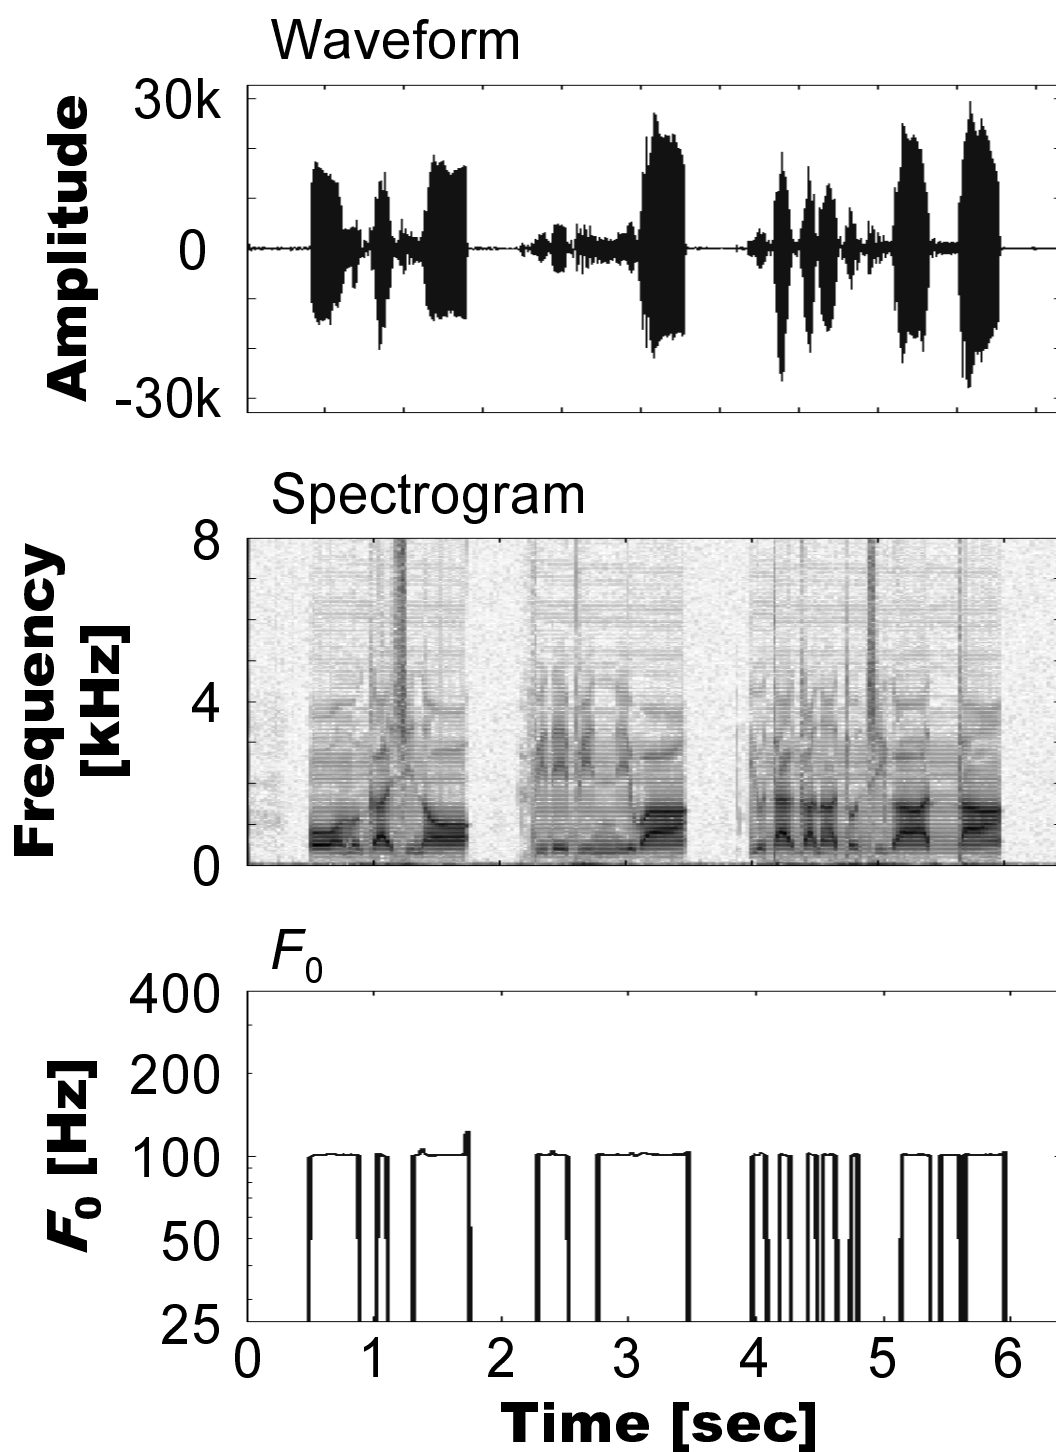 Waveform
30k
0
-30k
Amplitude
Spectrogram
8
4
0
Frequency
[kHz]
F0
400
200
100
50
25
F0 [Hz]
0 1 2 3 4 5 6
Time [sec]